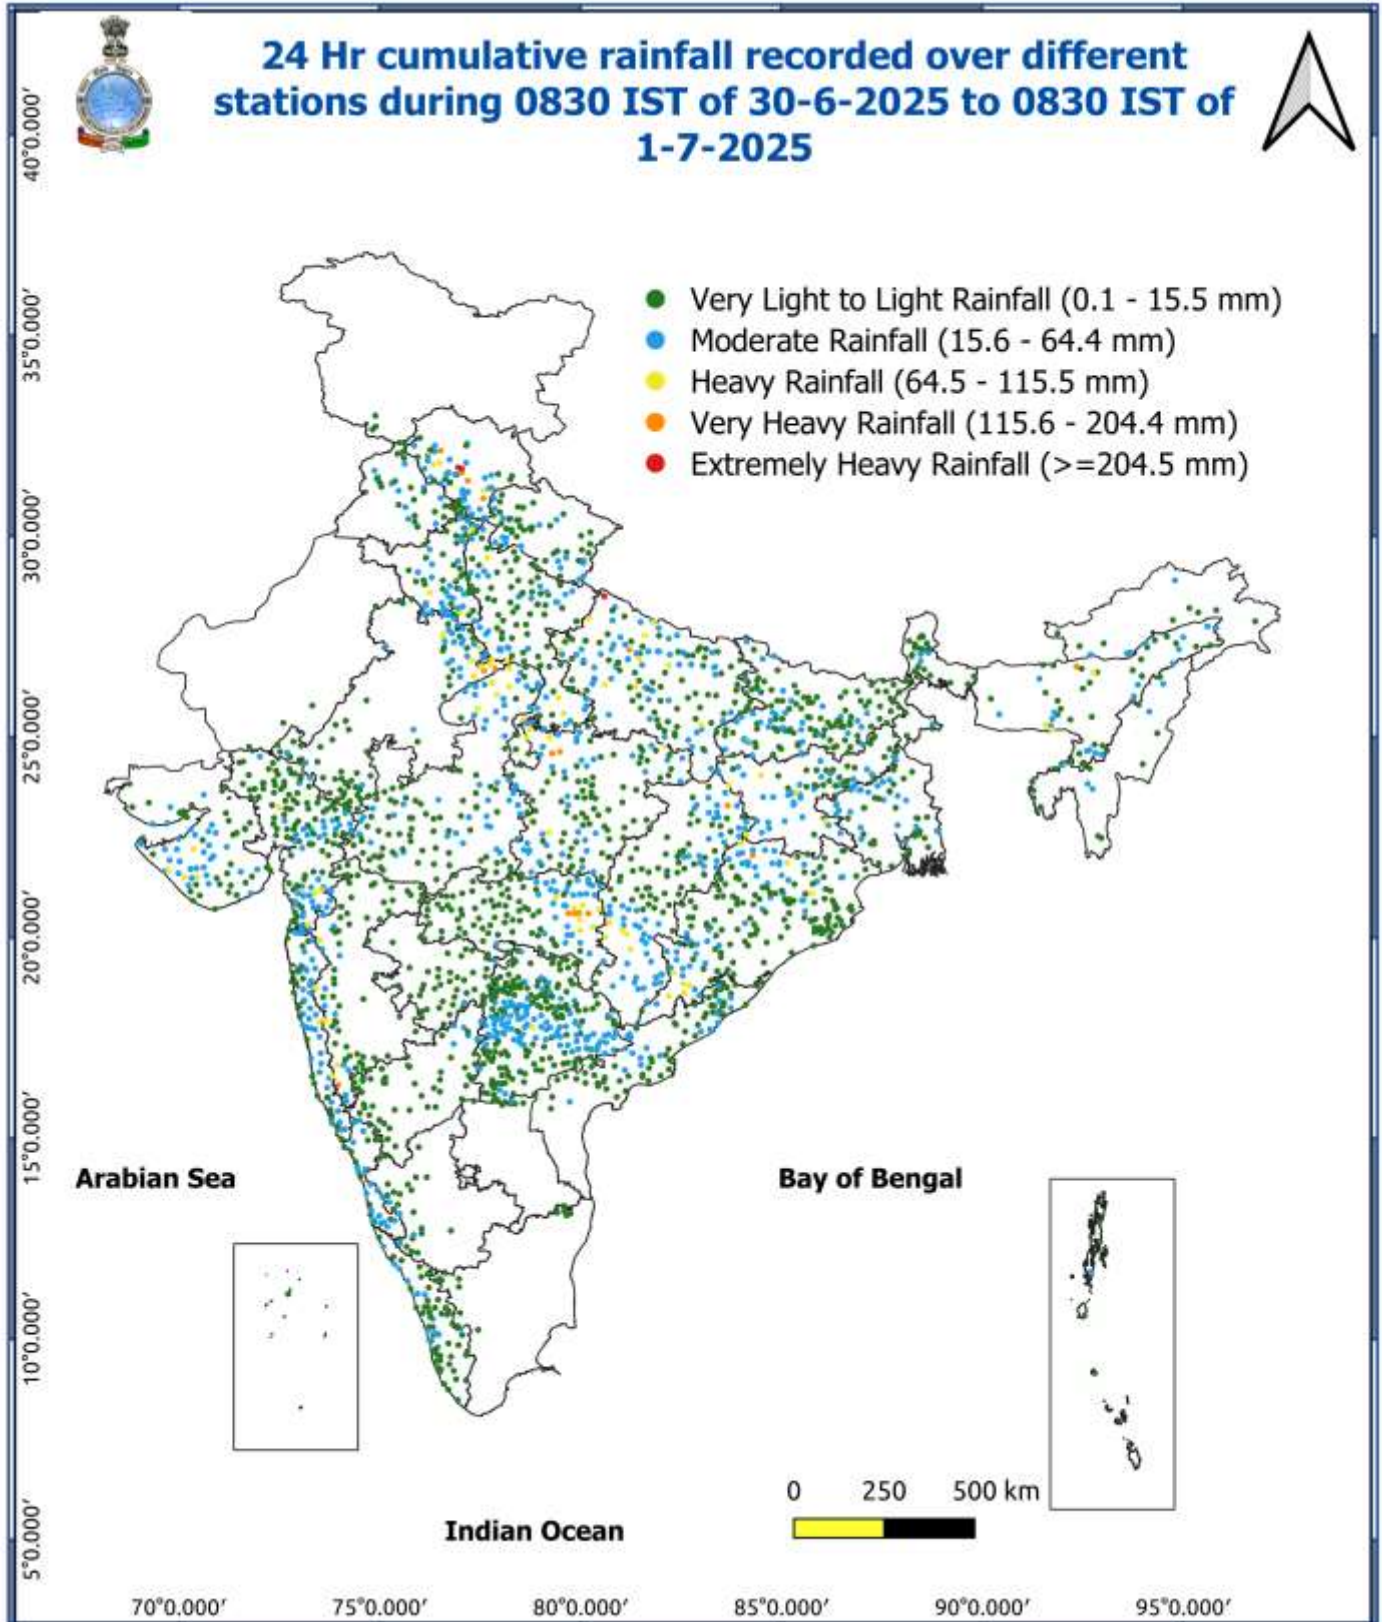 24 Hr cumulative rainfall recorded over different
stations during 0830 IST of 30-6-2025 to 0830 IST of
1-7-2025
40°0.000′
35°0.000′
30°0.000′
25°0.000′
20°0.000′
15°0.000′
10°0.000′
5°0.000′
Very Light to Light Rainfall (0.1 - 15.5 mm)
Moderate Rainfall (15.6 - 64.4 mm)
Heavy Rainfall (64.5 - 115.5 mm)
Very Heavy Rainfall (115.6 - 204.4 mm)
Extremely Heavy Rainfall (>=204.5 mm)
Arabian Sea
Bay of Bengal
Indian Ocean
0 250 500 km
70°0.000′ 75°0.000′ 80°0.000′ 85°0.000′ 90°0.000′ 95°0.000′